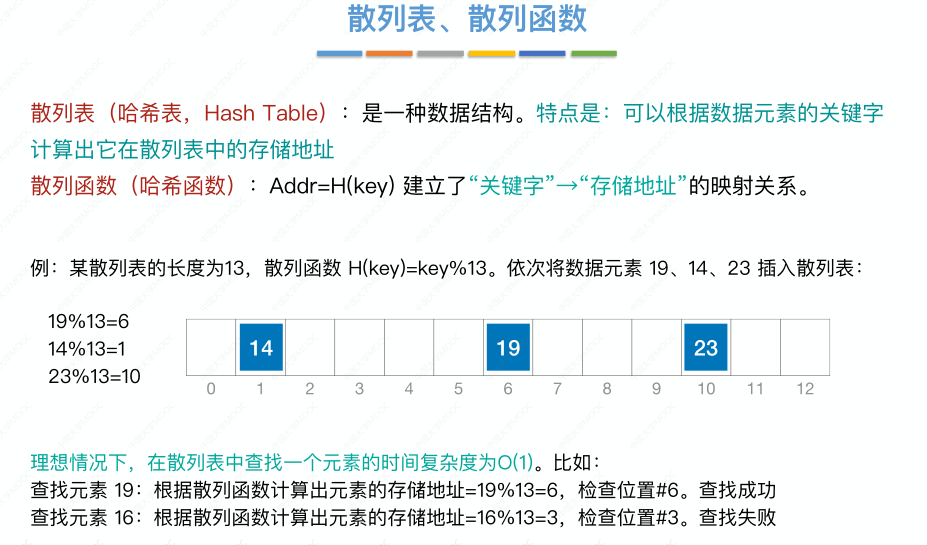 散列表、散列函数
散列表（哈希表，Hash Table）：是一种数据结构。特点是：可以根据数据元素的关键字
计算出它在散列表中的存储地址
散列函数（哈希函数）：Addr=H(key) 建立了“关键字”→“存储地址”的映射关系。
例：某散列表的长度为13，散列函数 H(key)=key%13。依次将数据元素 19、14、23 插入散列表：
19%13=6
14%13=1
23%13=10
14 19 23
0 1 2 3 4 5 6 7 8 9 10 11 12
理想情况下，在散列表中查找一个元素的时间复杂度为O(1)。比如：
查找元素 19：根据散列函数计算出元素的存储地址=19%13=6，检查位置#6。查找成功
查找元素 16：根据散列函数计算出元素的存储地址=16%13=3，检查位置#3。查找失败